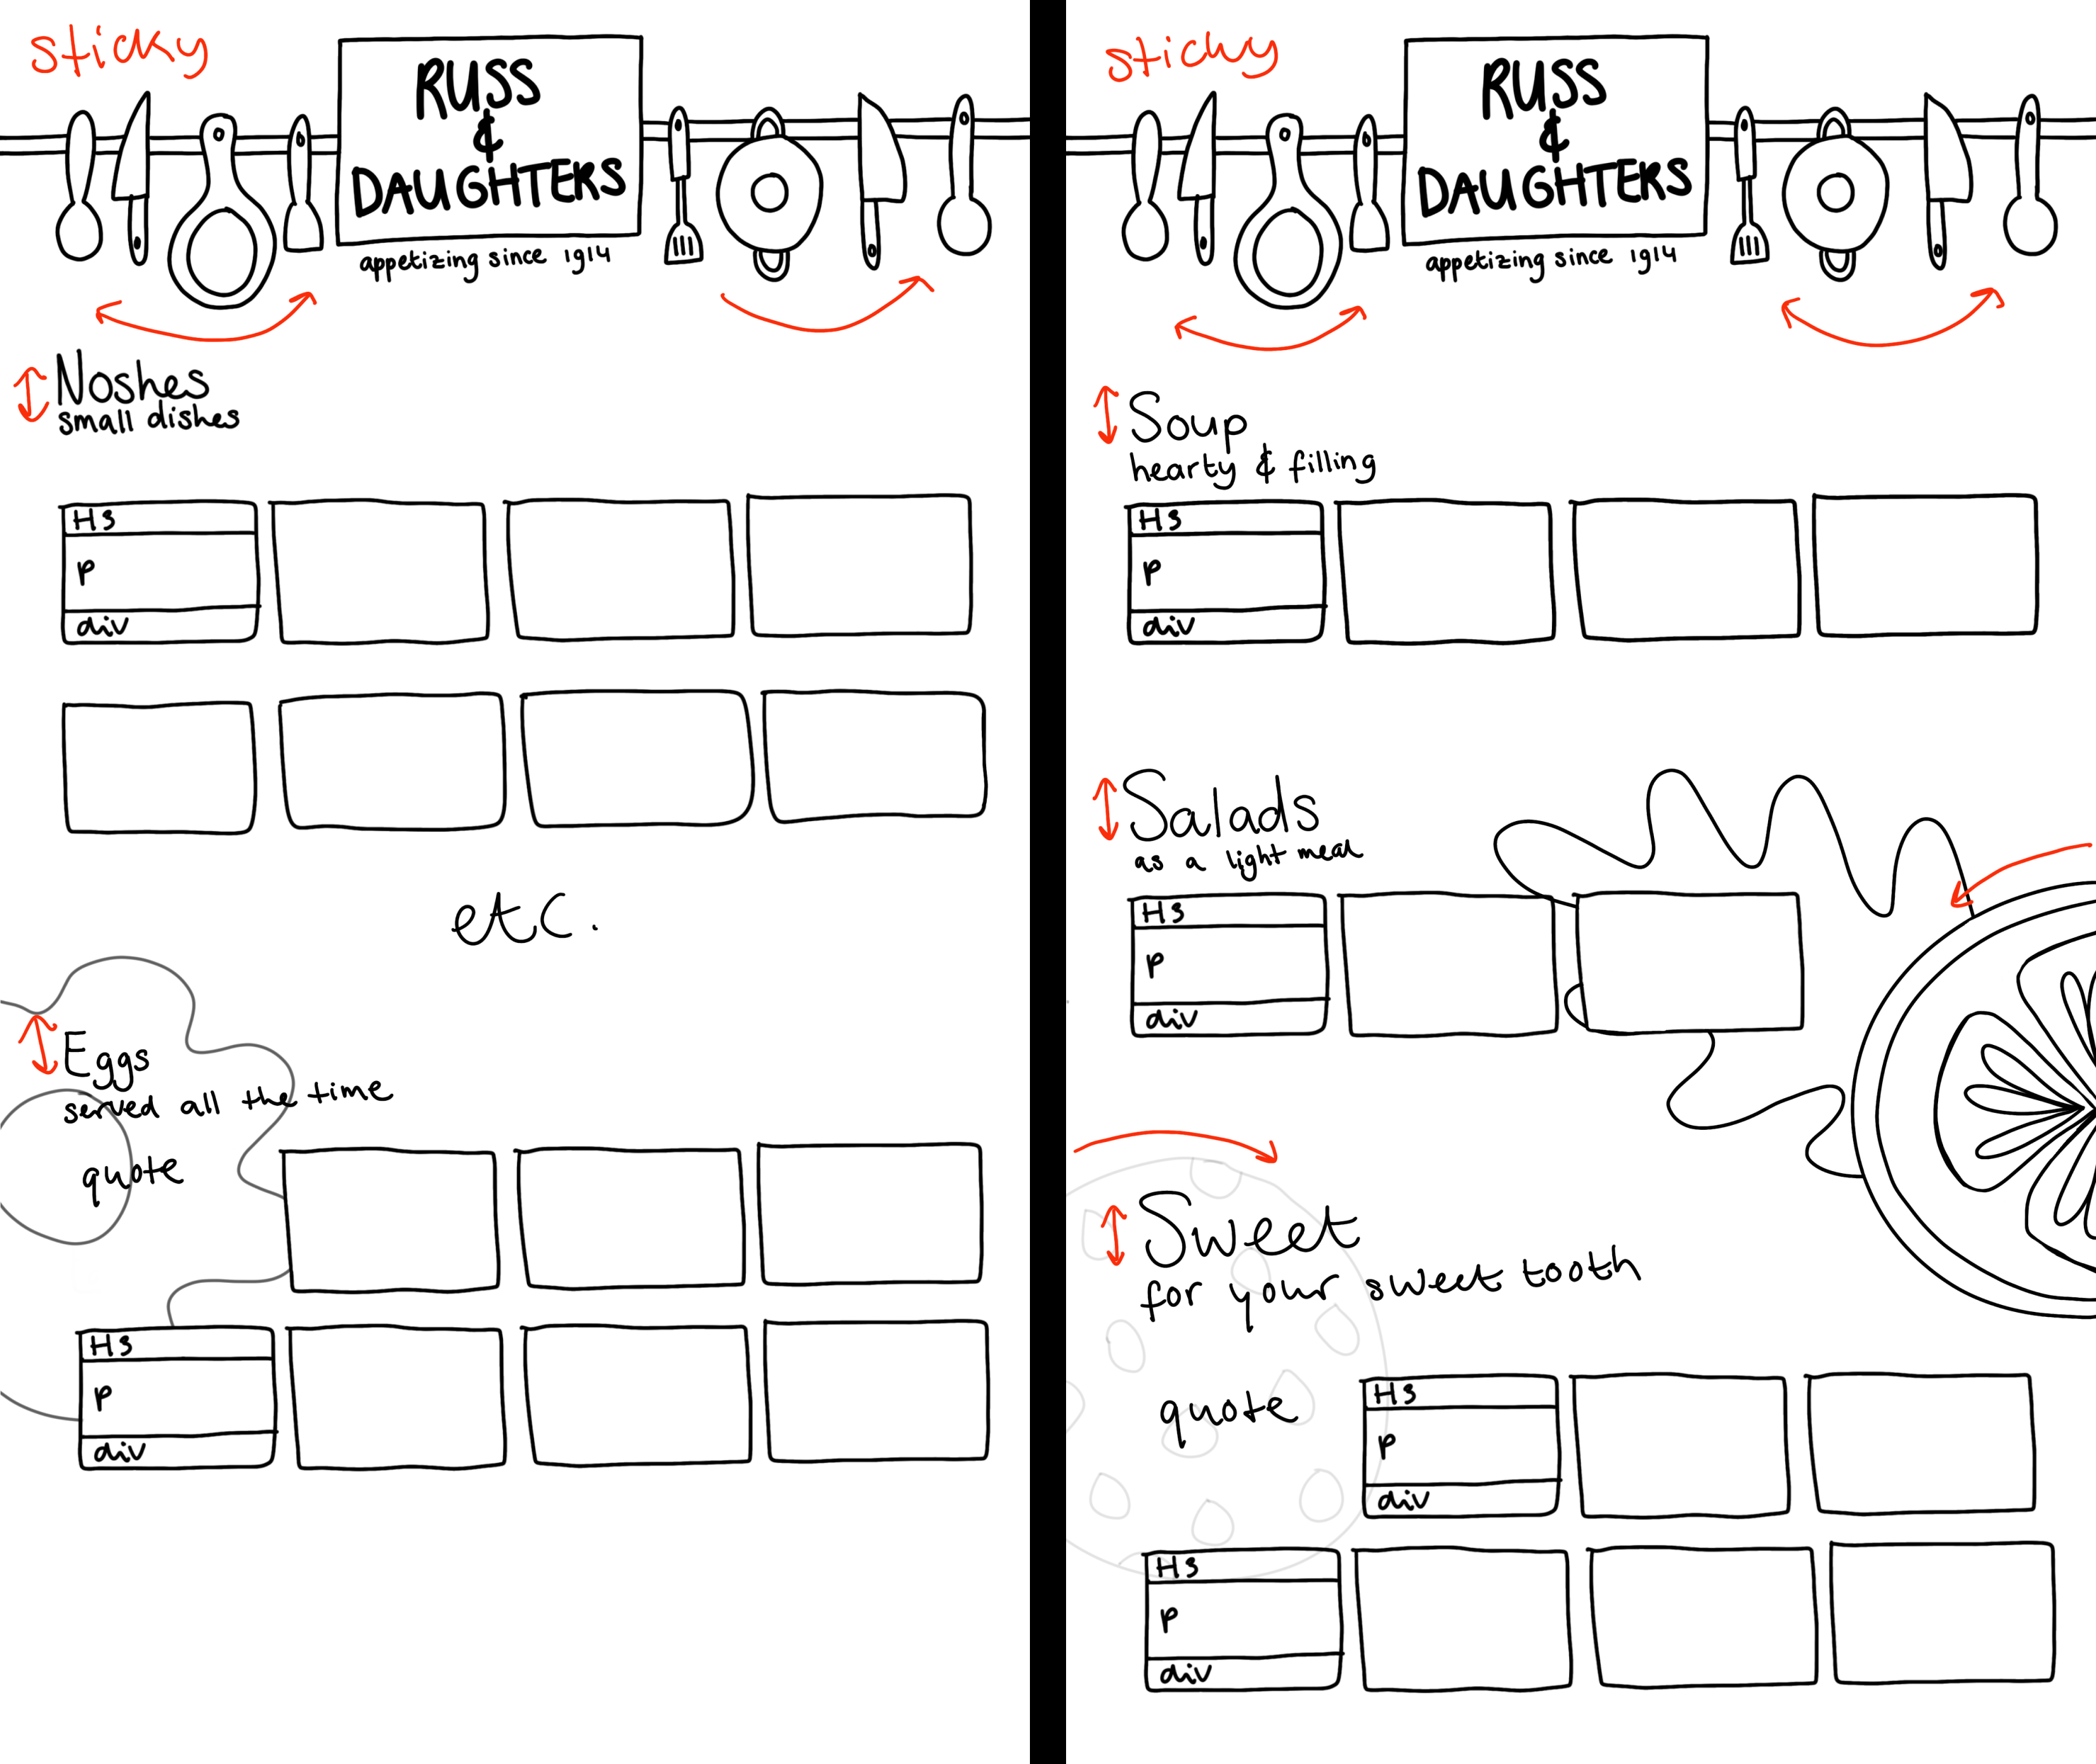 sticky
RUSS
&
DAUGHTERS
appetizing since 1914
Noshes
small dishes
H3
p
div
etc.
Eggs
served all the time
quote
H3
p
div
sticky
RUSS
&
DAUGHTERS
appetizing since 1914
Soup
hearty & filling
H3
p
div
Salads
as a light meal
H3
p
div
Sweet
for your sweet tooth
quote
H3
p
div
H3
p
div